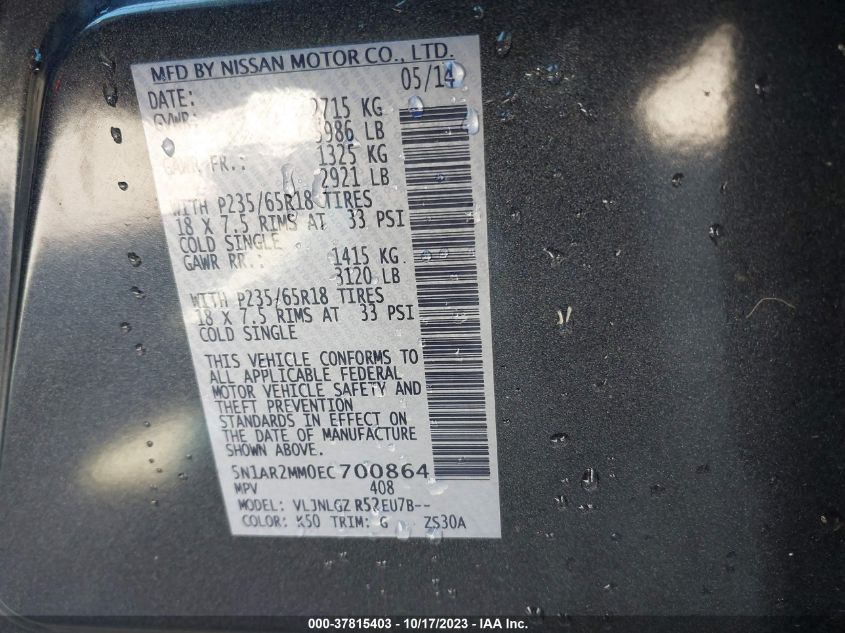 MFD BY NISSAN MOTOR CO., LTD.
DATE: 05/14
GVWR: 2715 KG
5986 LB
GAWR FR.: 1325 KG
2921 LB
WITH P235/65R18 TIRES
18 X 7.5 RIMS AT 33 PSI
COLD SINGLE
GAWR RR.: 1415 KG
3120 LB
WITH P235/65R18 TIRES
18 X 7.5 RIMS AT 33 PSI
COLD SINGLE
THIS VEHICLE CONFORMS TO
ALL APPLICABLE FEDERAL
MOTOR VEHICLE SAFETY AND
THEFT PREVENTION
STANDARDS IN EFFECT ON
THE DATE OF MANUFACTURE
SHOWN ABOVE.
5N1AR2MM0EC700864
MPV 408
MODEL: VLJNLGZ R52EU7B--
COLOR: K50 TRIM: G ZS30A
000-37815403 - 10/17/2023 - IAA Inc.